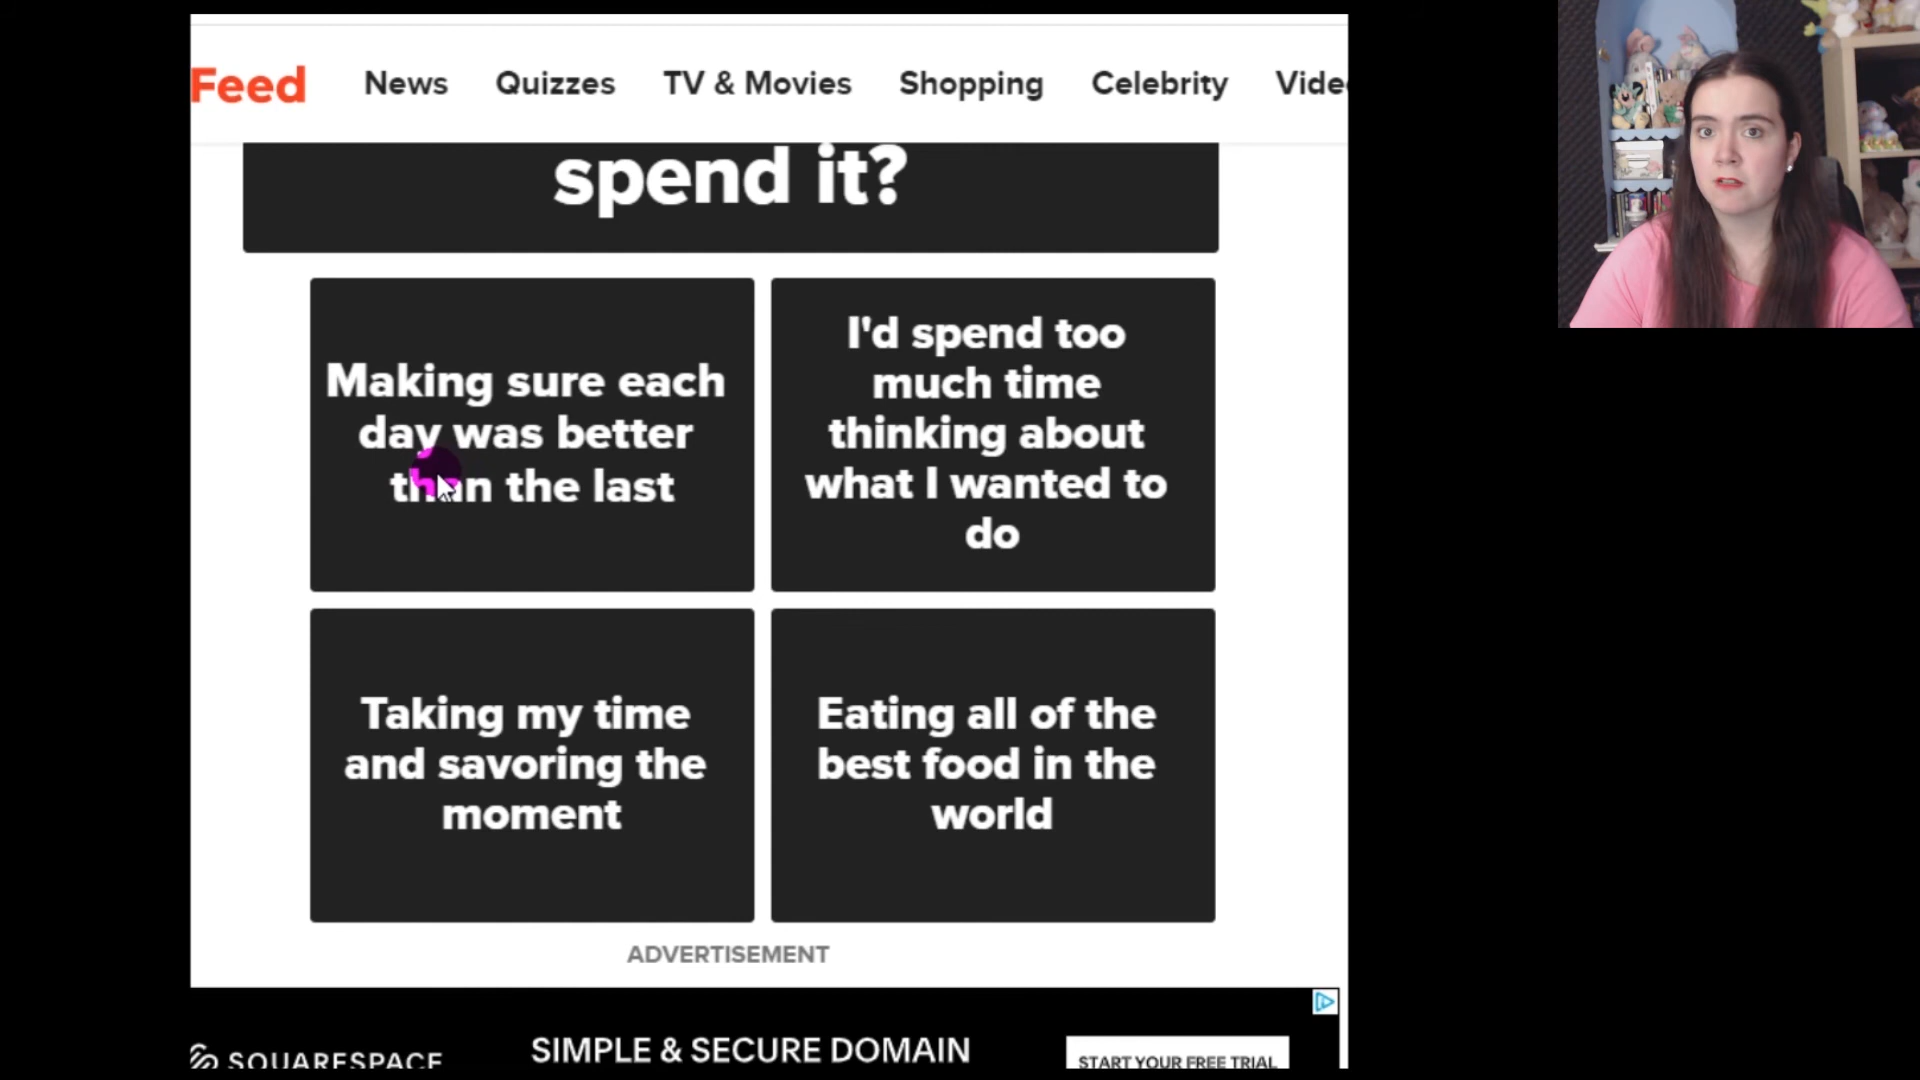 Feed News Quizzes TV & Movies Shopping Celebrity
spend it?
Making sure each
day was better
than the last
I'd spend too
much time
thinking about
what I wanted to
do
Taking my time
and savoring the
moment
Eating all of the
best food in the
world
ADVERTISEMENT
SQUARESPACE
SIMPLE & SECURE DOMAIN
START YOUR FREE TRIAL